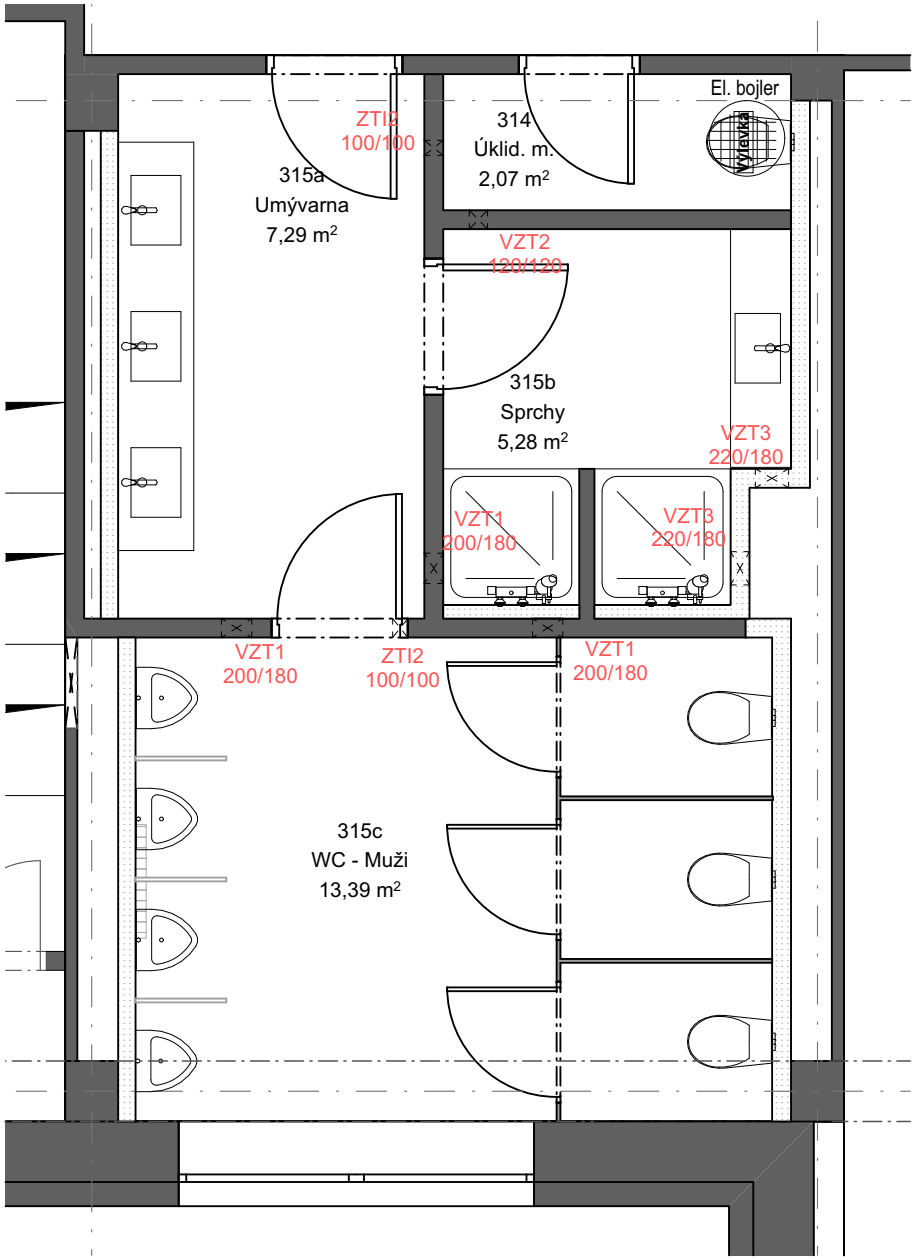 El. bojler
Výlevka
ZTI2
100/100
314
Úklid. m.
2,07 m²
315a
Umývarna
7,29 m²
VZT2
120/120
315b
Sprchy
5,28 m²
VZT3
220/180
VZT1
200/180
VZT3
220/180
VZT1
200/180
ZTI2
100/100
VZT1
200/180
315c
WC - Muži
13,39 m²